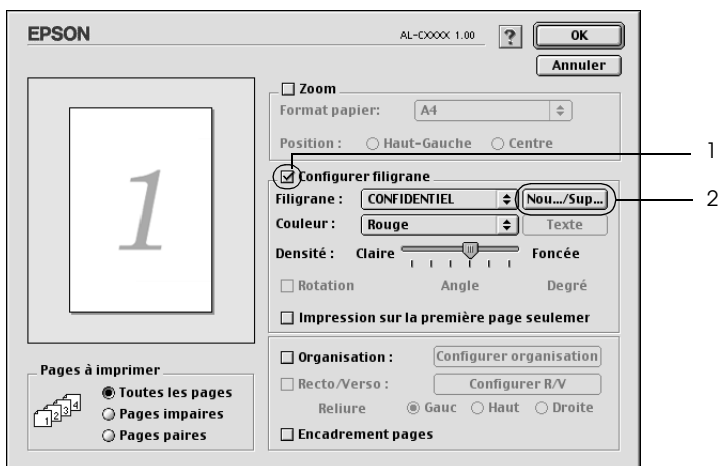 EPSON
AL-CXXXX 1.00
?
OK
Annuler
Zoom
Format papier: A4
Position : Haut-Gauche Centre
1
Configurer filigrane
Filigrane : CONFIDENTIEL Nou.../Sup...
2
Couleur : Rouge Texte
Densité : Claire Foncée
Rotation Angle Degré
Impression sur la première page seulemer
1
Pages à imprimer
1 2 3 4
Toutes les pages
Pages impaires
Pages paires
Organisation : Configurer organisation
Recto/Verso : Configurer R/V
Reliure Gauc Haut Droite
Encadrement pages